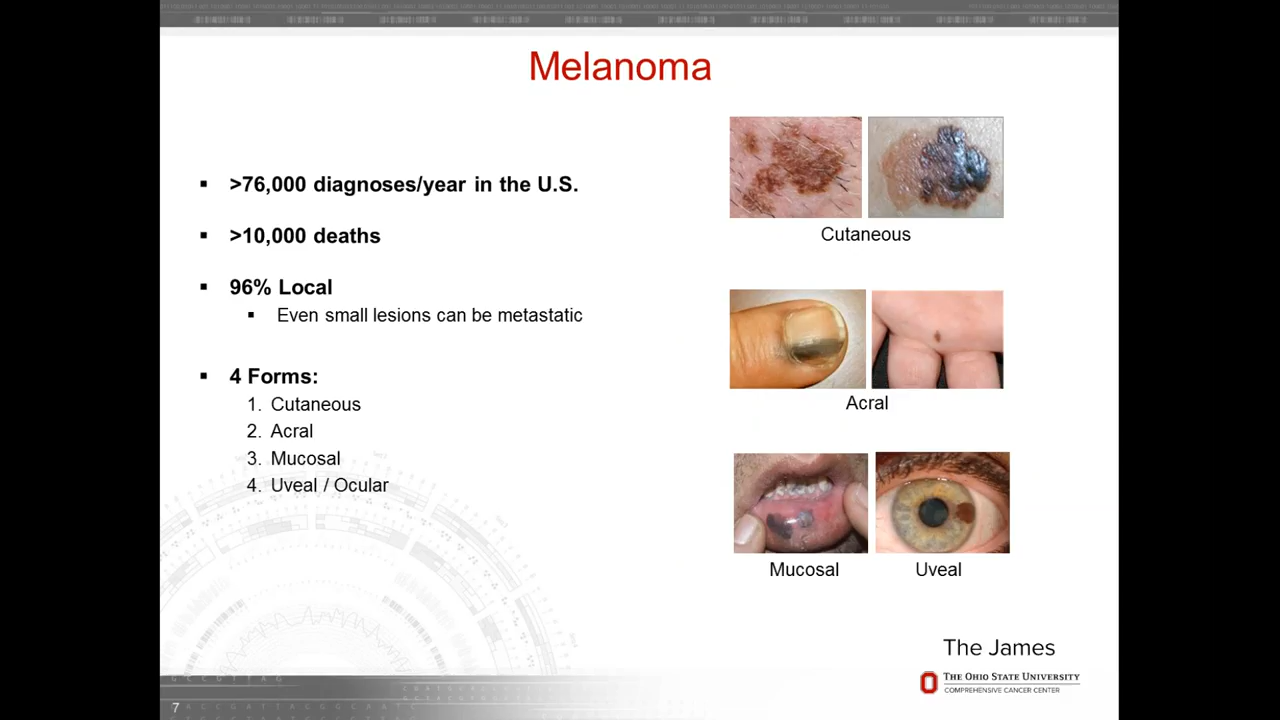 Melanoma
▪ >76,000 diagnoses/year in the U.S.
▪ >10,000 deaths
▪ 96% Local
▪ Even small lesions can be metastatic
▪ 4 Forms:
1. Cutaneous
2. Acral
3. Mucosal
4. Uveal / Ocular
Cutaneous
Acral
Mucosal
Uveal
The James
THE OHIO STATE UNIVERSITY
COMPREHENSIVE CANCER CENTER
7